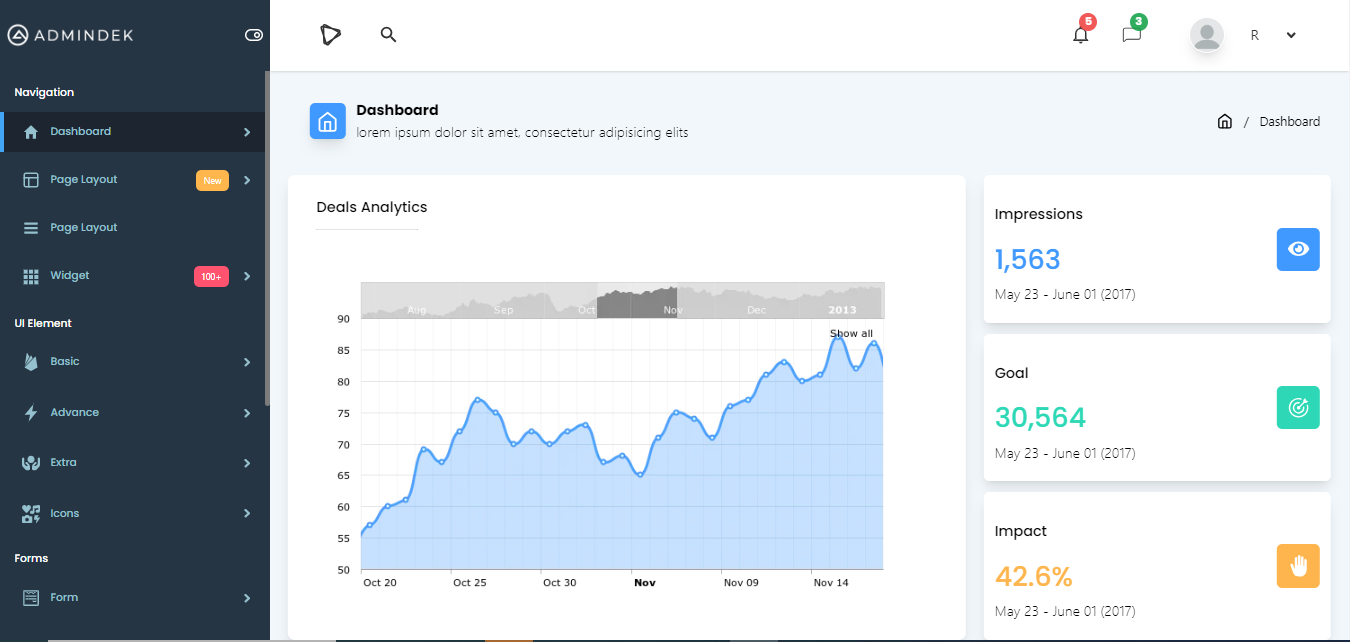 ADMINDEK
5
3
R
Navigation
Dashboard
Page Layout
New
Page Layout
Widget
100+
UI Element
Basic
Advance
Extra
Icons
Forms
Form
Dashboard
lorem ipsum dolor sit amet, consectetur adipisicing elits
/ Dashboard
Deals Analytics
Aug Sep Oct Nov Dec 2013
Show all
90
85
80
75
70
65
60
55
50
Oct 20 Oct 25 Oct 30 Nov Nov 09 Nov 14
Impressions
1,563
May 23 - June 01 (2017)
Goal
30,564
May 23 - June 01 (2017)
Impact
42.6%
May 23 - June 01 (2017)